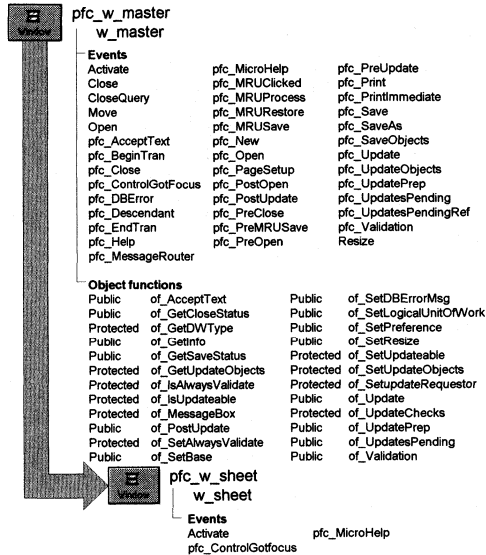 Window
pfc_w_master
w_master
Events
Activate pfc_MicroHelp pfc_PreUpdate
Close pfc_MRUClicked pfc_Print
CloseQuery pfc_MRUProcess pfc_PrintImmediate
Move pfc_MRURestore pfc_Save
Open pfc_MRUSave pfc_SaveAs
pfc_AcceptText pfc_New pfc_SaveObjects
pfc_BeginTran pfc_Open pfc_Update
pfc_Close pfc_PageSetup pfc_UpdateObjects
pfc_ControlGotFocus pfc_PostOpen pfc_UpdatePrep
pfc_DBError pfc_PostUpdate pfc_UpdatesPending
pfc_Descendant pfc_PreClose pfc_UpdatesPendingRef
pfc_EndTran pfc_PreMRUSave pfc_Validation
pfc_Help pfc_PreOpen Resize
pfc_MessageRouter
Object functions
Public of_AcceptText Public of_SetDBErrorMsg
Public of_GetCloseStatus Public of_SetLogicalUnitOfWork
Protected of_GetDWType Public of_SetPreference
Public of_GetInfo Public of_SetResize
Public of_GetSaveStatus Protected of_SetUpdateable
Protected of_GetUpdateObjects Protected of_SetUpdateObjects
Protected of_IsAlwaysValidate Protected of_SetupdateRequestor
Protected of_IsUpdateable Public of_Update
Protected of_MessageBox Protected of_UpdateChecks
Public of_PostUpdate Public of_UpdatePrep
Protected of_SetAlwaysValidate Public of_UpdatesPending
Public of_SetBase Public of_Validation
Window
pfc_w_sheet
w_sheet
Events
Activate pfc_MicroHelp
pfc_ControlGotfocus